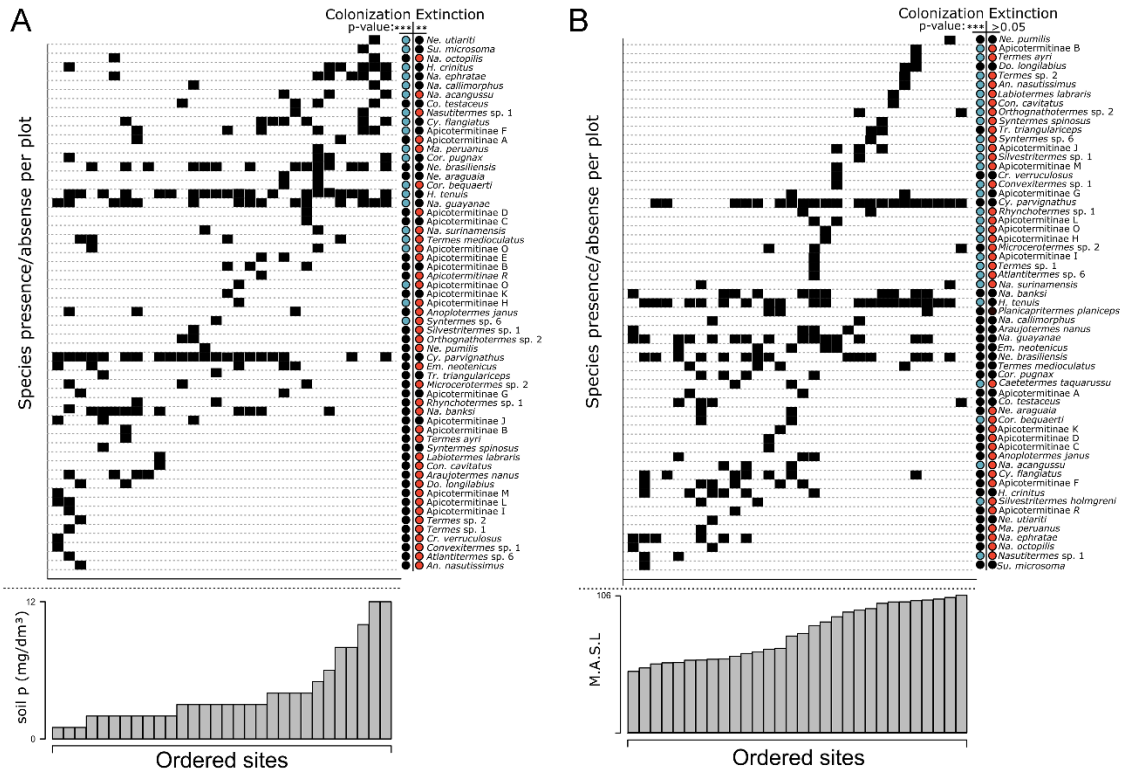 A
Colonization Extinction
p-value: *** **
Species presence/absense per plot
Ne. utiariti
Su. microsoma
Na. octopilis
H. crinitus
Na. ephratae
Na. callimorphus
Na. acangussu
Co. testaceus
Nasutitermes sp. 1
Cy. flangiatus
Apicotermitinae F
Apicotermitinae A
Ma. peruanus
Cor. pugnax
Ne. brasiliensis
Ne. araguaia
Cor. bequaerti
H. tenuis
Na. guayanae
Apicotermitinae D
Apicotermitinae C
Na. surinamensis
Termes medioculatus
Apicotermitinae O
Apicotermitinae E
Apicotermitinae B
Apicotermitinae R
Apicotermitinae O
Apicotermitinae K
Apicotermitinae H
Anoplotermes janus
Syntermes sp. 6
Silvestritermes sp. 1
Orthognathotermes sp. 2
Ne. pumilis
Cy. parvignathus
Em. neotenicus
Tr. triangulariceps
Microcerotermes sp. 2
Apicotermitinae G
Rhynchotermes sp. 1
Na. banksi
Apicotermitinae J
Apicotermitinae B
Termes ayri
Syntermes spinosus
Labiotermes labraris
Con. cavitatus
Araujotermes nanus
Do. longilabius
Apicotermitinae M
Apicotermitinae L
Apicotermitinae I
Termes sp. 2
Termes sp. 1
Cr. verruculosus
Convexitermes sp. 1
Atlantitermes sp. 6
An. nasutissimus
12
soil p (mg/dm³)
0
Ordered sites
B
Colonization Extinction
p-value: *** >0.05
Species presence/absense per plot
Ne. pumilis
Apicotermitinae B
Termes ayri
Do. longilabius
Termes sp. 2
An. nasutissimus
Labiotermes labraris
Con. cavitatus
Orthognathotermes sp. 2
Syntermes spinosus
Tr. triangulariceps
Syntermes sp. 6
Apicotermitinae J
Silvestritermes sp. 1
Apicotermitinae M
Cr. verruculosus
Convexitermes sp. 1
Apicotermitinae G
Cy. parvignathus
Rhynchotermes sp. 1
Apicotermitinae L
Apicotermitinae O
Apicotermitinae H
Microcerotermes sp. 2
Apicotermitinae I
Termes sp. 1
Atlantitermes sp. 6
Na. surinamensis
Na. banksi
H. tenuis
Planicapritermes planiceps
Na. callimorphus
Araujotermes nanus
Na. guayanae
Em. neotenicus
Ne. brasiliensis
Termes medioculatus
Cor. pugnax
Caetetermes taquarussu
Apicotermitinae A
Co. testaceus
Ne. araguaia
Cor. bequaerti
Apicotermitinae K
Apicotermitinae D
Apicotermitinae C
Anoplotermes janus
Na. acangussu
Cy. flangiatus
Apicotermitinae F
H. crinitus
Silvestritermes holmgreni
Apicotermitinae R
Ne. utiariti
Ma. peruanus
Na. ephratae
Na. octopilis
Nasutitermes sp. 1
Su. microsoma
106
M.A.S.L
Ordered sites